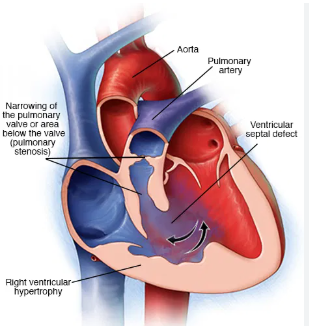 Aorta
Pulmonary
artery
Narrowing of
the pulmonary
valve or area
below the valve
(pulmonary
stenosis)
Ventricular
septal defect
Right ventricular
hypertrophy